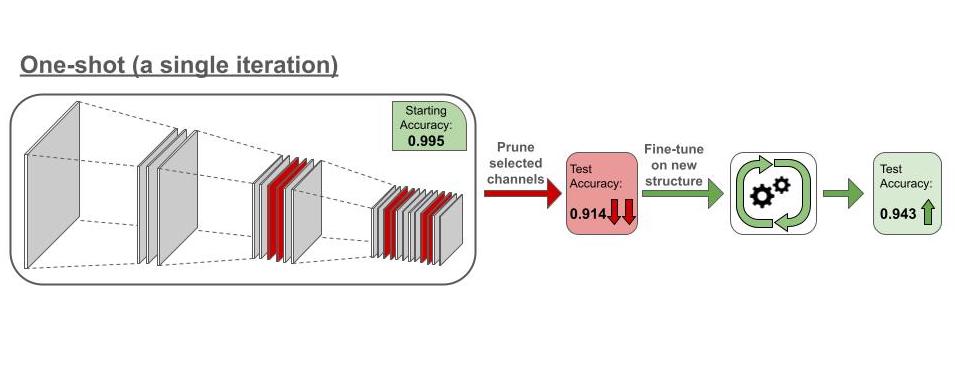 One-shot (a single iteration)
Starting
Accuracy:
0.995
Prune
selected
channels
Test
Accuracy:
0.914
Fine-tune
on new
structure
Test
Accuracy:
0.943